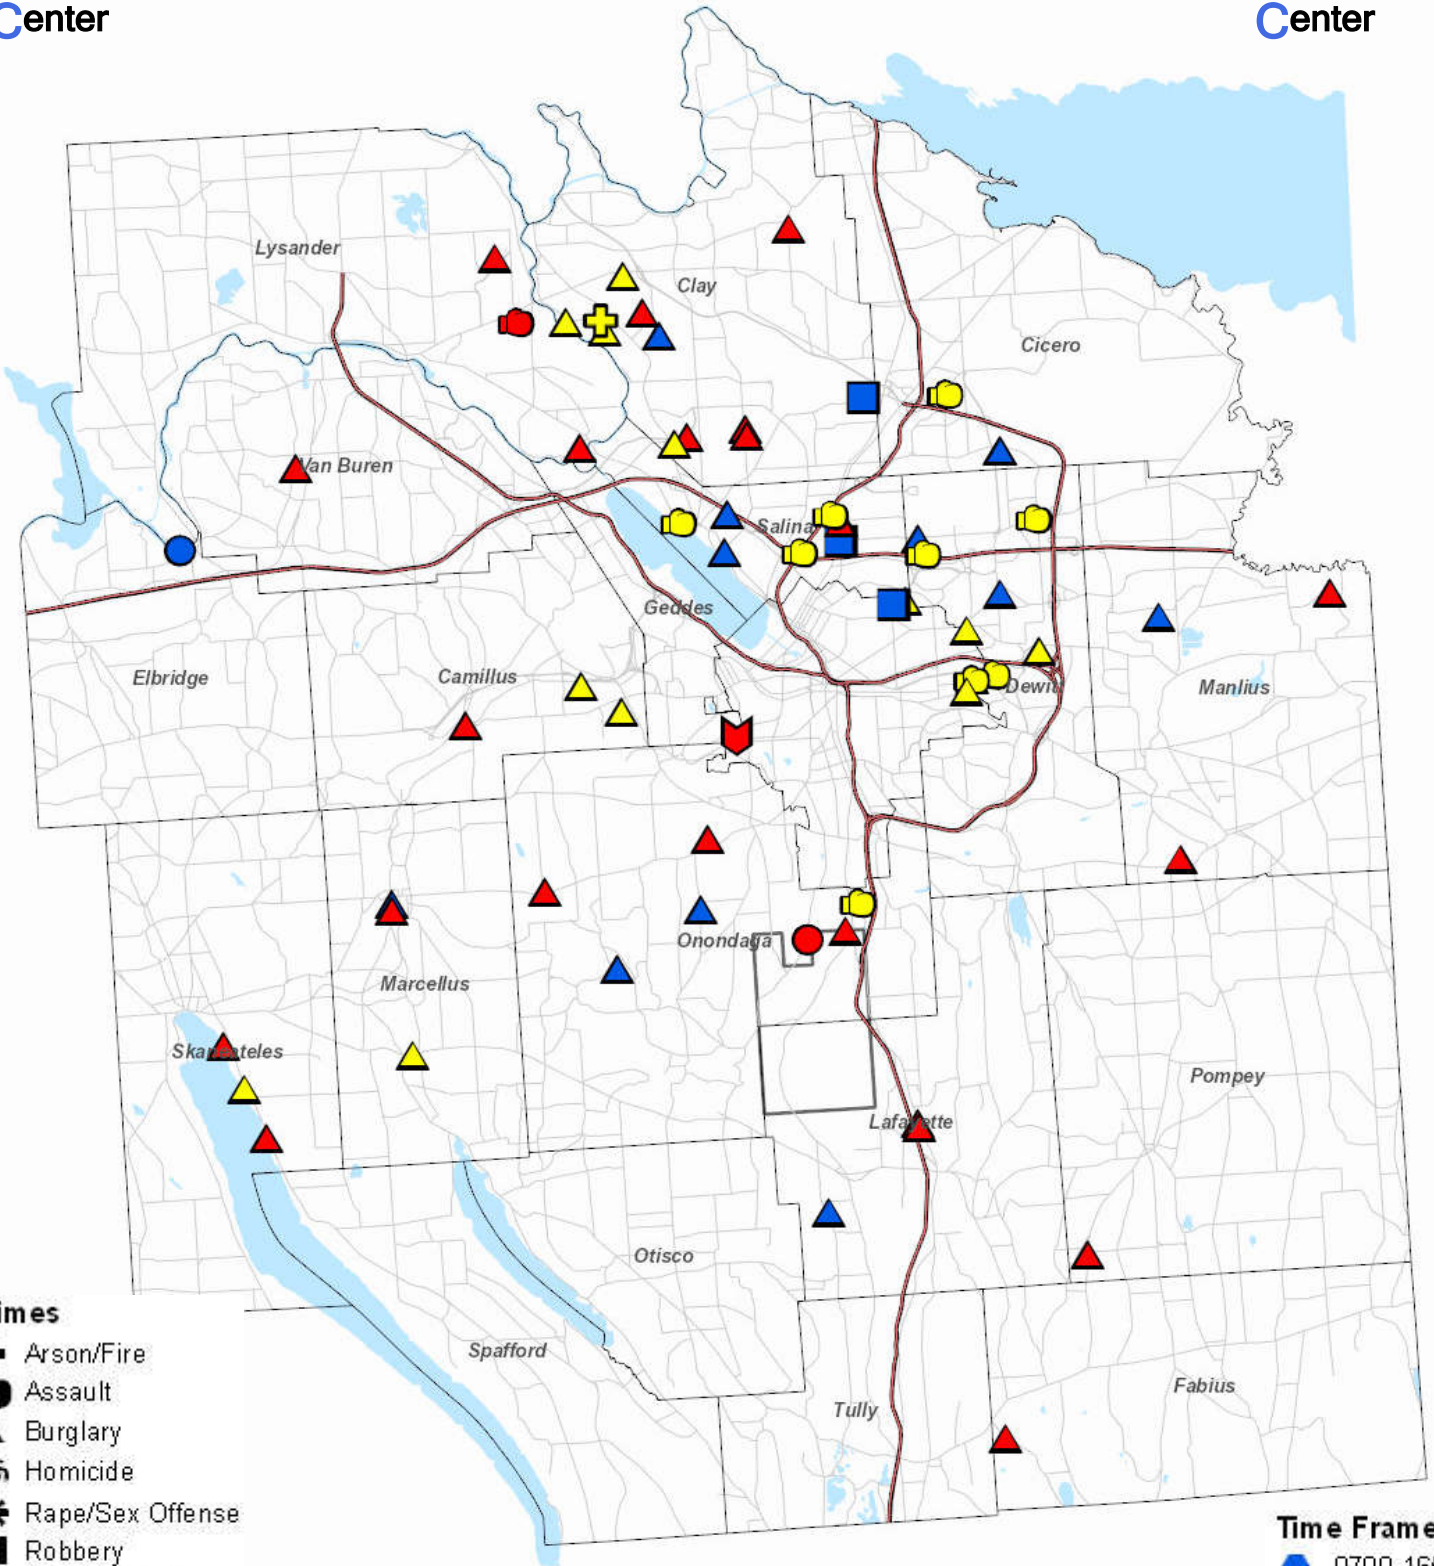 Center
Center
Lysander
Clay
Cicero
Van Buren
Salina
Geddes
Elbridge
Camillus
Dewitt
Manlius
Onondaga
Marcellus
Skaneateles
Pompey
Lafayette
Otisco
Spafford
Fabius
Tully
imes
Arson/Fire
Assault
Burglary
Homicide
Rape/Sex Offense
Robbery
Time Frame